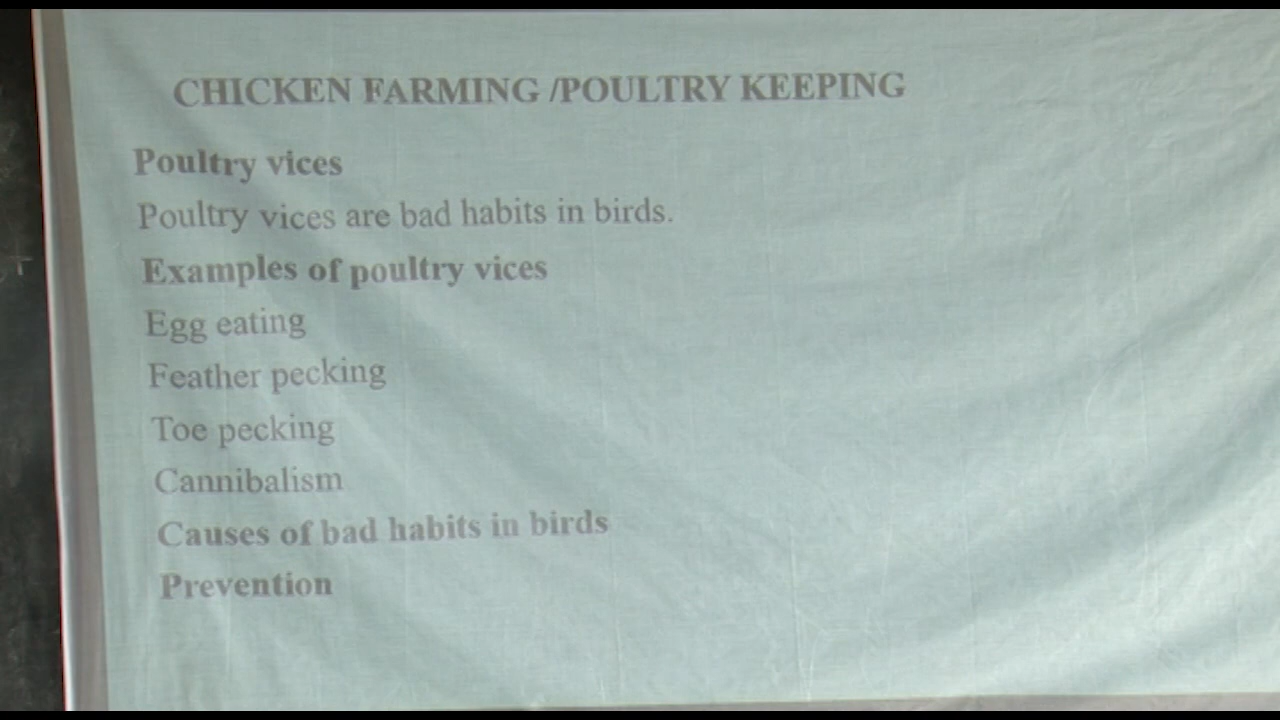 CHICKEN FARMING /POULTRY KEEPING
Poultry vices
Poultry vices are bad habits in birds.
Examples of poultry vices
Egg eating
Feather pecking
Toe pecking
Cannibalism
Causes of bad habits in birds
Prevention